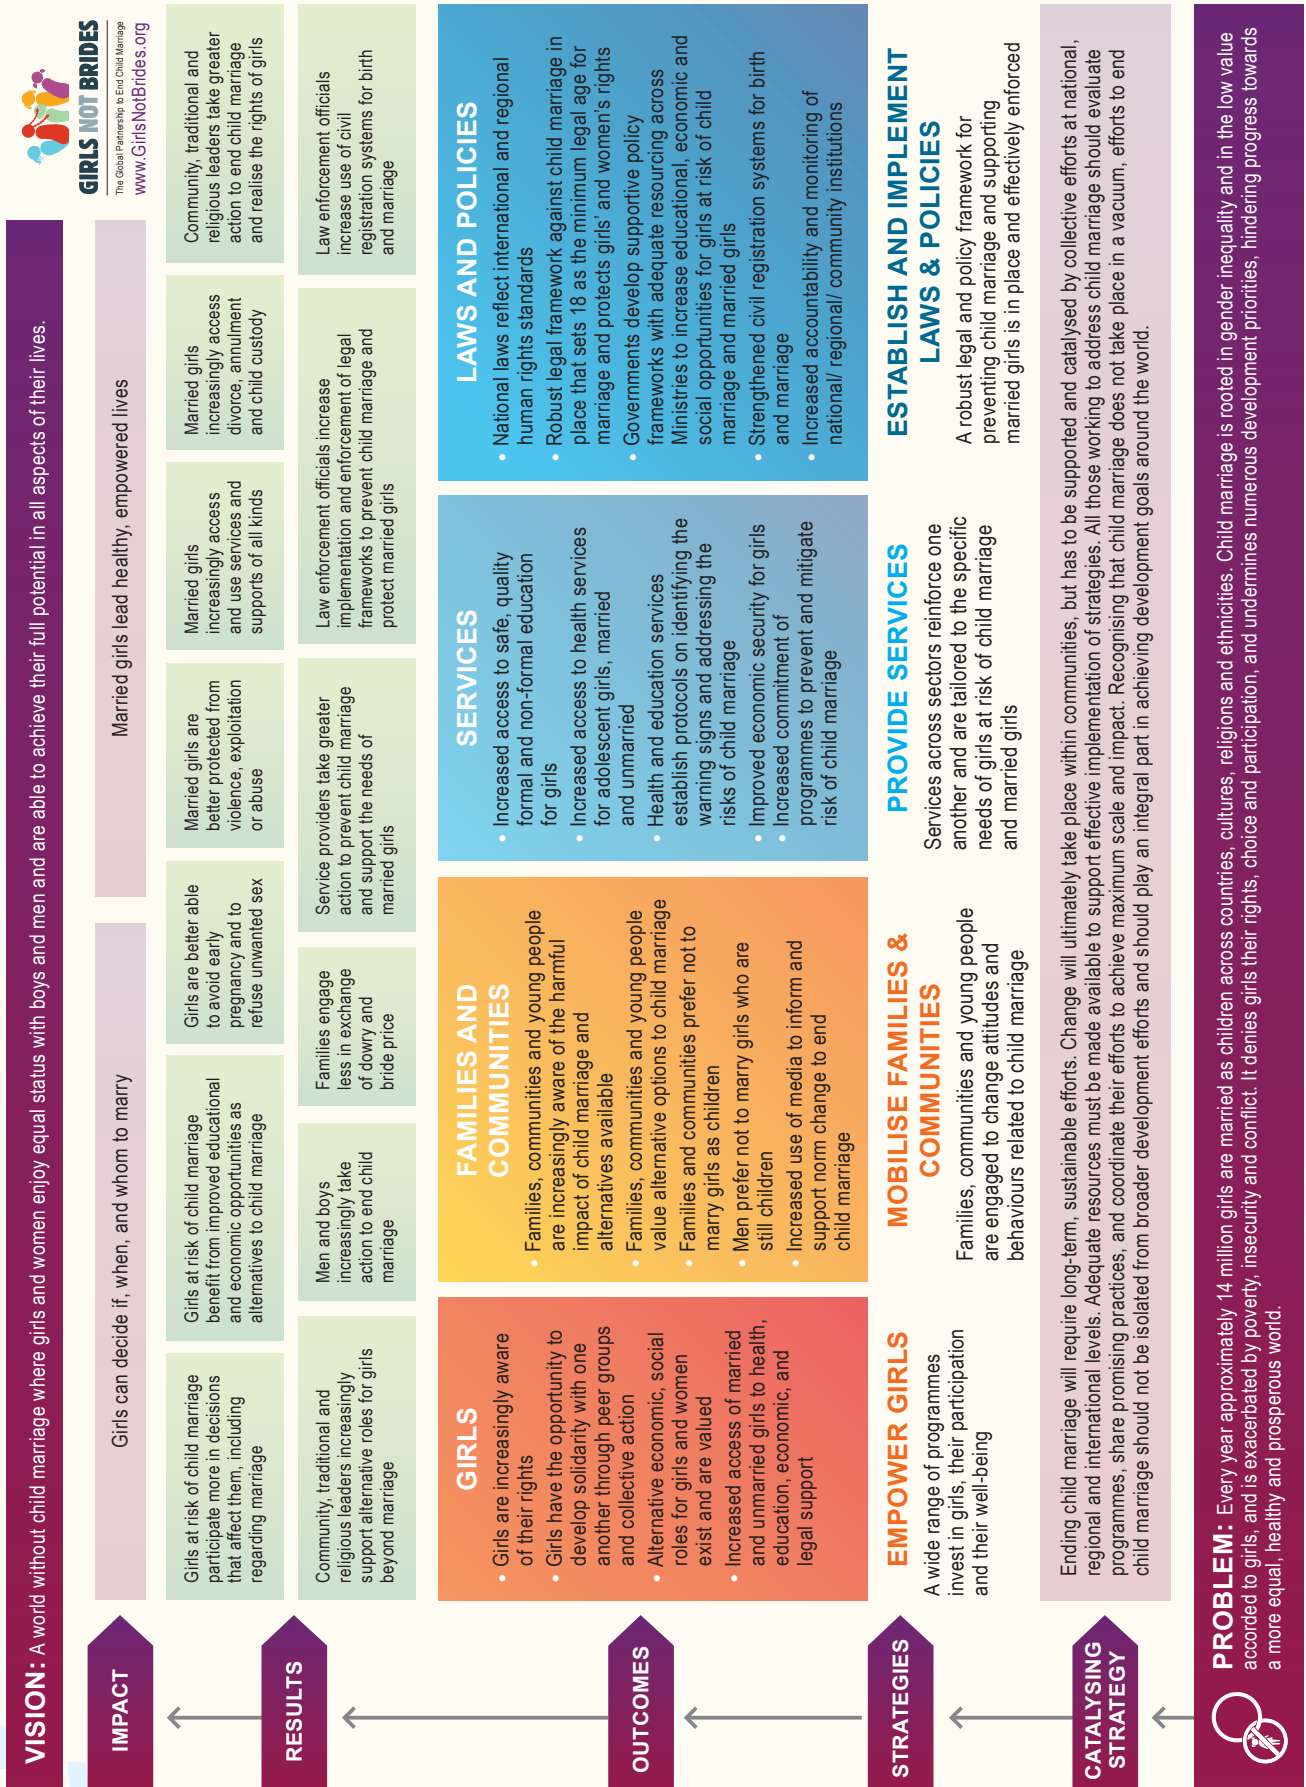 VISION: A world without child marriage where girls and women enjoy equal status with boys and men and are able to achieve their full potential in all aspects of their lives.
GIRLS NOT BRIDES
The Global Partnership to End Child Marriage
www.GirlsNotBrides.org
IMPACT
Girls can decide if, when, and whom to marry
Married girls lead healthy, empowered lives
RESULTS
Girls at risk of child marriage
participate more in decisions
that affect them, including
regarding marriage
Girls at risk of child marriage
benefit from improved educational
and economic opportunities as
alternatives to child marriage
Girls are better able
to avoid early
pregnancy and to
refuse unwanted sex
Married girls are
better protected from
violence, exploitation
or abuse
Married girls
increasingly access
and use services and
supports of all kinds
Married girls
increasingly access
divorce, annulment
and child custody
Community, traditional and
religious leaders take greater
action to end child marriage
and realise the rights of girls
Community, traditional and
religious leaders increasingly
support alternative roles for girls
beyond marriage
Men and boys
increasingly take
action to end child
marriage
Families engage
less in exchange
of dowry and
bride price
Service providers take greater
action to prevent child marriage
and support the needs of
married girls
Law enforcement officials increase
implementation and enforcement of legal
frameworks to prevent child marriage and
protect married girls
Law enforcement officials
increase use of civil
registration systems for birth
and marriage
OUTCOMES
GIRLS
• Girls are increasingly aware
of their rights
• Girls have the opportunity to
develop solidarity with one
another through peer groups
and collective action
• Alternative economic, social
roles for girls and women
exist and are valued
• Increased access of married
and unmarried girls to health,
education, economic, and
legal support
FAMILIES AND
COMMUNITIES
• Families, communities and young people
are increasingly aware of the harmful
impact of child marriage and
alternatives available
• Families, communities and young people
value alternative options to child marriage
• Families and communities prefer not to
marry girls as children
• Men prefer not to marry girls who are
still children
• Increased use of media to inform and
support norm change to end
child marriage
SERVICES
• Increased access to safe, quality
formal and non-formal education
for girls
• Increased access to health services
for adolescent girls, married
and unmarried
• Health and education services
establish protocols on identifying the
warning signs and addressing the
risks of child marriage
• Improved economic security for girls
• Increased commitment of
programmes to prevent and mitigate
risk of child marriage
LAWS AND POLICIES
• National laws reflect international and regional
human rights standards
• Robust legal framework against child marriage in
place that sets 18 as the minimum legal age for
marriage and protects girls' and women's rights
• Governments develop supportive policy
frameworks with adequate resourcing across
Ministries to increase educational, economic and
social opportunities for girls at risk of child
marriage and married girls
• Strengthened civil registration systems for birth
and marriage
• Increased accountability and monitoring of
national/ regional/ community institutions
STRATEGIES
EMPOWER GIRLS
A wide range of programmes
invest in girls, their participation
and their well-being
MOBILISE FAMILIES &
COMMUNITIES
Families, communities and young people
are engaged to change attitudes and
behaviours related to child marriage
PROVIDE SERVICES
Services across sectors reinforce one
another and are tailored to the specific
needs of girls at risk of child marriage
and married girls
ESTABLISH AND IMPLEMENT
LAWS & POLICIES
A robust legal and policy framework for
preventing child marriage and supporting
married girls is in place and effectively enforced
CATALYSING
STRATEGY
Ending child marriage will require long-term, sustainable efforts. Change will ultimately take place within communities, but has to be supported and catalysed by collective efforts at national,
regional and international levels. Adequate resources must be made available to support effective implementation of strategies. All those working to address child marriage should evaluate
programmes, share promising practices, and coordinate their efforts to achieve maximum scale and impact. Recognising that child marriage does not take place in a vacuum, efforts to end
child marriage should not be isolated from broader development efforts and should play an integral part in achieving development goals around the world.
PROBLEM: Every year approximately 14 million girls are married as children across countries, cultures, religions and ethnicities. Child marriage is rooted in gender inequality and in the low value
accorded to girls, and is exacerbated by poverty, insecurity and conflict. It denies girls their rights, choice and participation, and undermines numerous development priorities, hindering progress towards
a more equal, healthy and prosperous world.